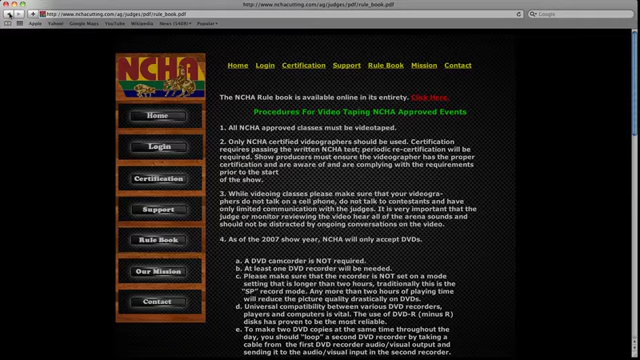 http://www.nchacutting.com/ag/judges/pdf/rule_book.pdf
http://www.nchacutting.com/ag/judges/pdf/rule_book.pdf
Google
Apple Yahoo! Google Maps YouTube Wikipedia News (1409) Popular
NCHA
Home Login Certification Support Rule Book Mission Contact
Home
Login
Certification
Support
Rule Book
Our Mission
Contact
The NCHA Rule book is available online in its entirety. Click Here.
Procedures For Video Taping NCHA Approved Events
1. All NCHA approved classes must be videotaped.
2. Only NCHA certified videographers should be used. Certification
requires passing the written NCHA test; periodic re-certification will be
required. Show producers must ensure the videographer has the proper
certification and are aware of and are complying with the requirements
prior to the start
of the show.
3. While videoing classes please make sure that your videogra-
phers do not talk on a cell phone, do not talk to contestants and have
only limited communication with the judges. It is very important that the
judge or monitor reviewing the video hear all of the arena sounds and
should not be distracted by ongoing conversations on the video.
4. As of the 2007 show year, NCHA will only accept DVDs.
a. A DVD camcorder is NOT REQUIRED.
b. At least one DVD recorder will be needed.
c. Please make sure that the recorder is NOT SET on a mode
setting that is longer than two hours, traditionally this is the
"SP" record mode. Any more than two hours of playing time
will reduce the picture quality drastically on DVDs.
d. Universal compatibility between various DVD recorders,
players and computers is vital. The use of DVD-R (minus R)
disks has proven to be the most reliable.
e. To make two DVD copies at the same time throughout the
day, you should "loop" a second DVD recorder by taking a
cable from the first DVD recorder audio/visual output and
sending it to the audio/visual input in the second recorder.